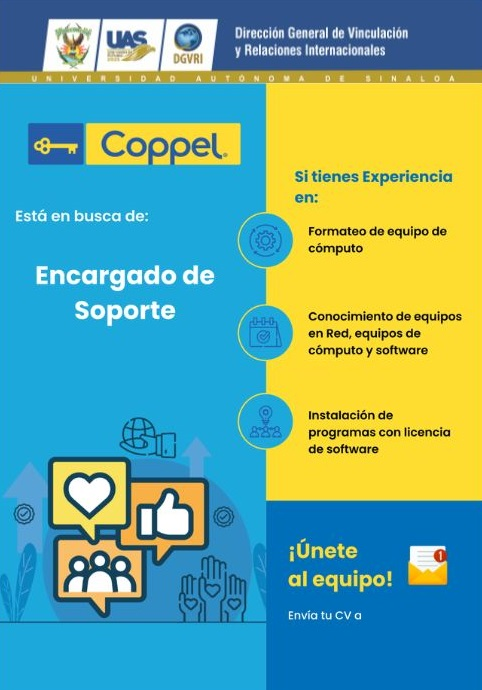 UAS
DGVRI
Dirección General de Vinculación
y Relaciones Internacionales
UNIVERSIDAD AUTÓNOMA DE SINALOA
Coppel.
Está en busca de:
Encargado de
Soporte
Si tienes Experiencia
en:
Formateo de equipo de
cómputo
Conocimiento de equipos
en Red, equipos de
cómputo y software
Instalación de
programas con licencia
de software
¡Únete
al equipo!
1
Envía tu CV a